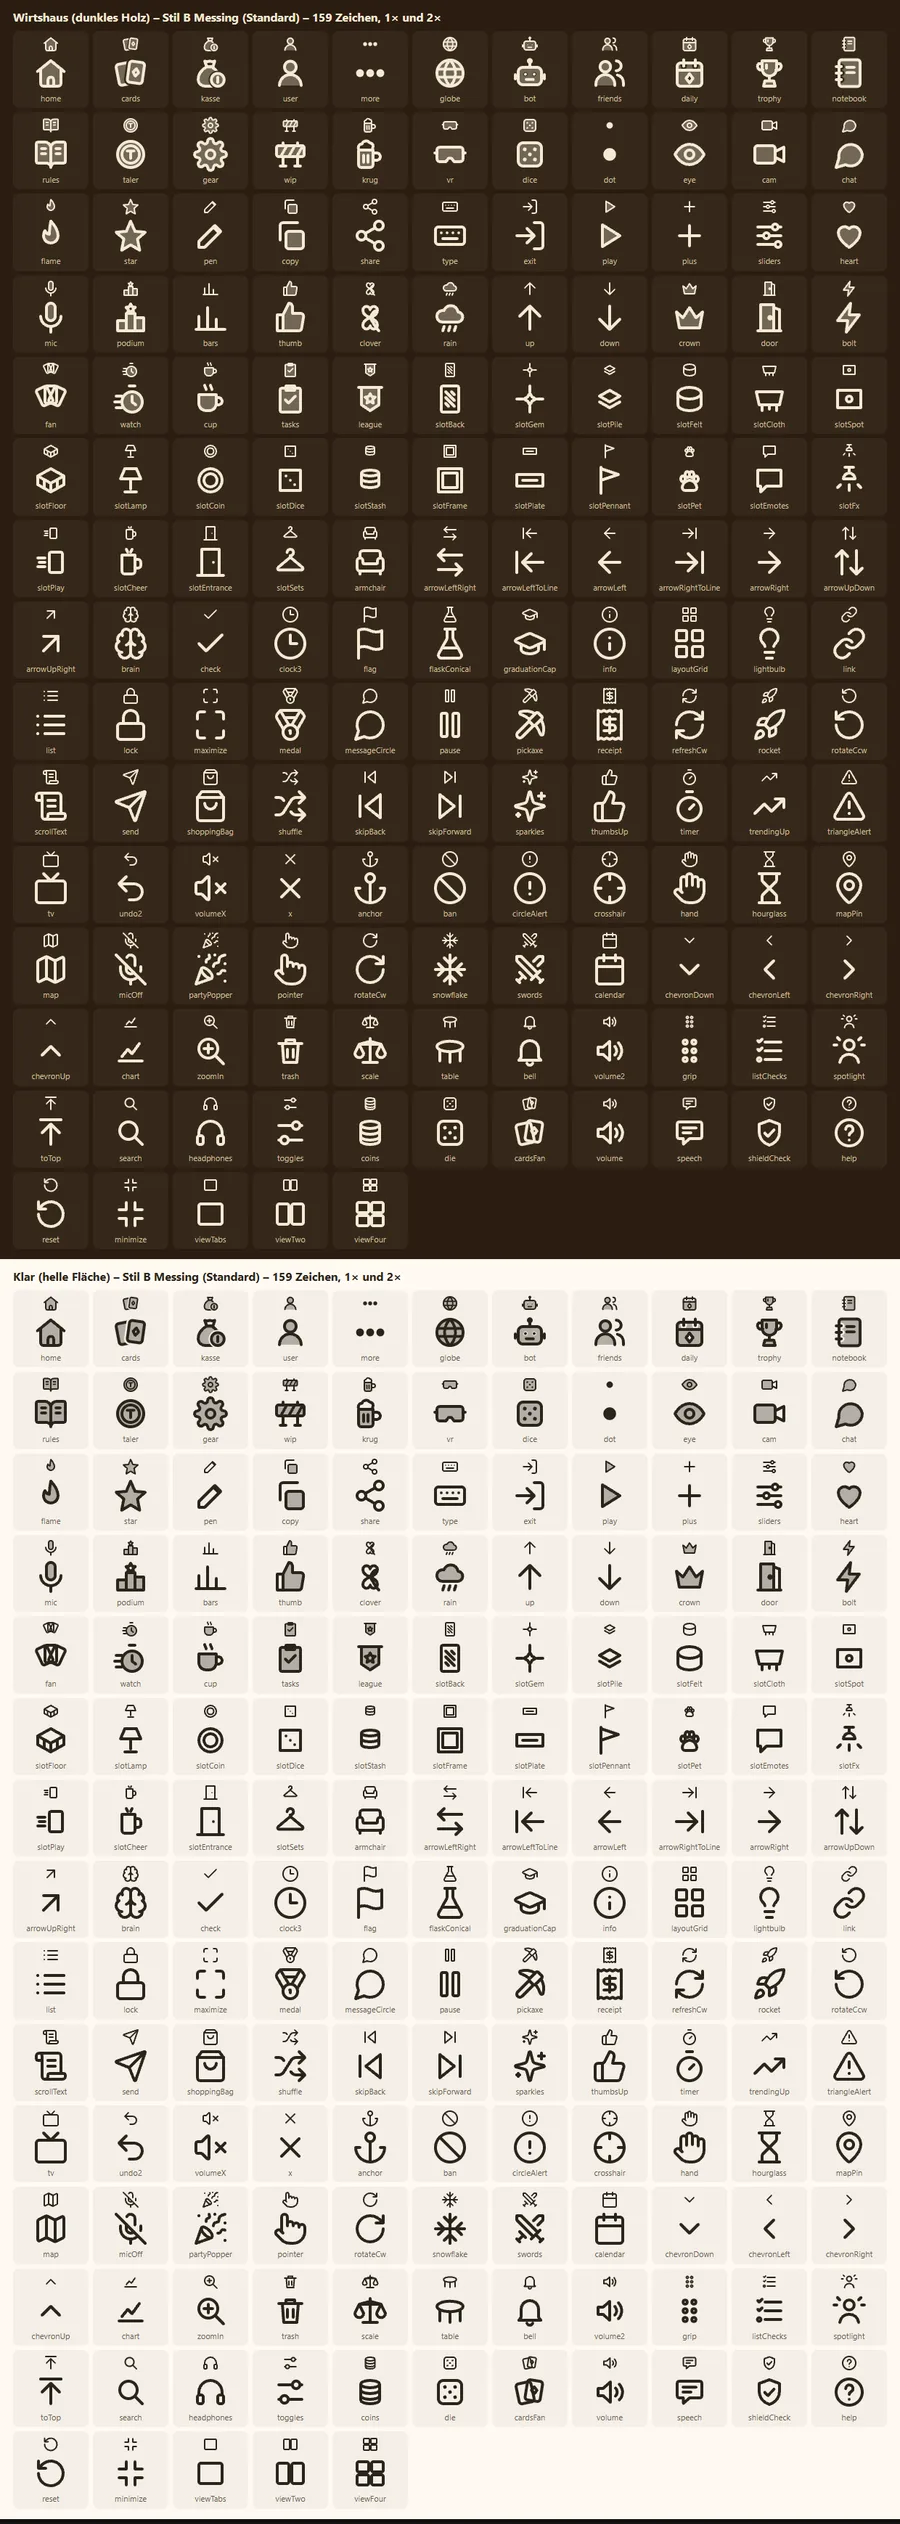 Wirtshaus (dunkles Holz) – Stil B Messing (Standard) – 159 Zeichen, 1× und 2×
home cards kasse user more globe bot friends daily trophy notebook
rules taler gear wip krug vr dice dot eye cam chat
flame star pen copy share type exit play plus sliders heart
mic podium bars thumb clover rain up down crown door bolt
fan watch cup tasks league slotBack slotGem slotPile slotFelt slotCloth slotSpot
slotFloor slotLamp slotCoin slotDice slotStash slotFrame slotPlate slotPennant slotPet slotEmotes slotFx
slotPlay slotCheer slotEntrance slotSets armchair arrowLeftRight arrowLeftToLine arrowLeft arrowRightToLine arrowRight arrowUpDown
arrowUpRight brain check clock3 flag flaskConical graduationCap info layoutGrid lightbulb link
list lock maximize medal messageCircle pause pickaxe receipt refreshCw rocket rotateCcw
scrollText send shoppingBag shuffle skipBack skipForward sparkles thumbsUp timer trendingUp triangleAlert
tv undo2 volumeX x anchor ban circleAlert crosshair hand hourglass mapPin
map micOff partyPopper pointer rotateCw snowflake swords calendar chevronDown chevronLeft chevronRight
chevronUp chart zoomIn trash scale table bell volume2 grip listChecks spotlight
toTop search headphones toggles coins die cardsFan volume speech shieldCheck help
reset minimize viewTabs viewTwo viewFour
Klar (helle Fläche) – Stil B Messing (Standard) – 159 Zeichen, 1× und 2×
home cards kasse user more globe bot friends daily trophy notebook
rules taler gear wip krug vr dice dot eye cam chat
flame star pen copy share type exit play plus sliders heart
mic podium bars thumb clover rain up down crown door bolt
fan watch cup tasks league slotBack slotGem slotPile slotFelt slotCloth slotSpot
slotFloor slotLamp slotCoin slotDice slotStash slotFrame slotPlate slotPennant slotPet slotEmotes slotFx
slotPlay slotCheer slotEntrance slotSets armchair arrowLeftRight arrowLeftToLine arrowLeft arrowRightToLine arrowRight arrowUpDown
arrowUpRight brain check clock3 flag flaskConical graduationCap info layoutGrid lightbulb link
list lock maximize medal messageCircle pause pickaxe receipt refreshCw rocket rotateCcw
scrollText send shoppingBag shuffle skipBack skipForward sparkles thumbsUp timer trendingUp triangleAlert
tv undo2 volumeX x anchor ban circleAlert crosshair hand hourglass mapPin
map micOff partyPopper pointer rotateCw snowflake swords calendar chevronDown chevronLeft chevronRight
chevronUp chart zoomIn trash scale table bell volume2 grip listChecks spotlight
toTop search headphones toggles coins die cardsFan volume speech shieldCheck help
reset minimize viewTabs viewTwo viewFour